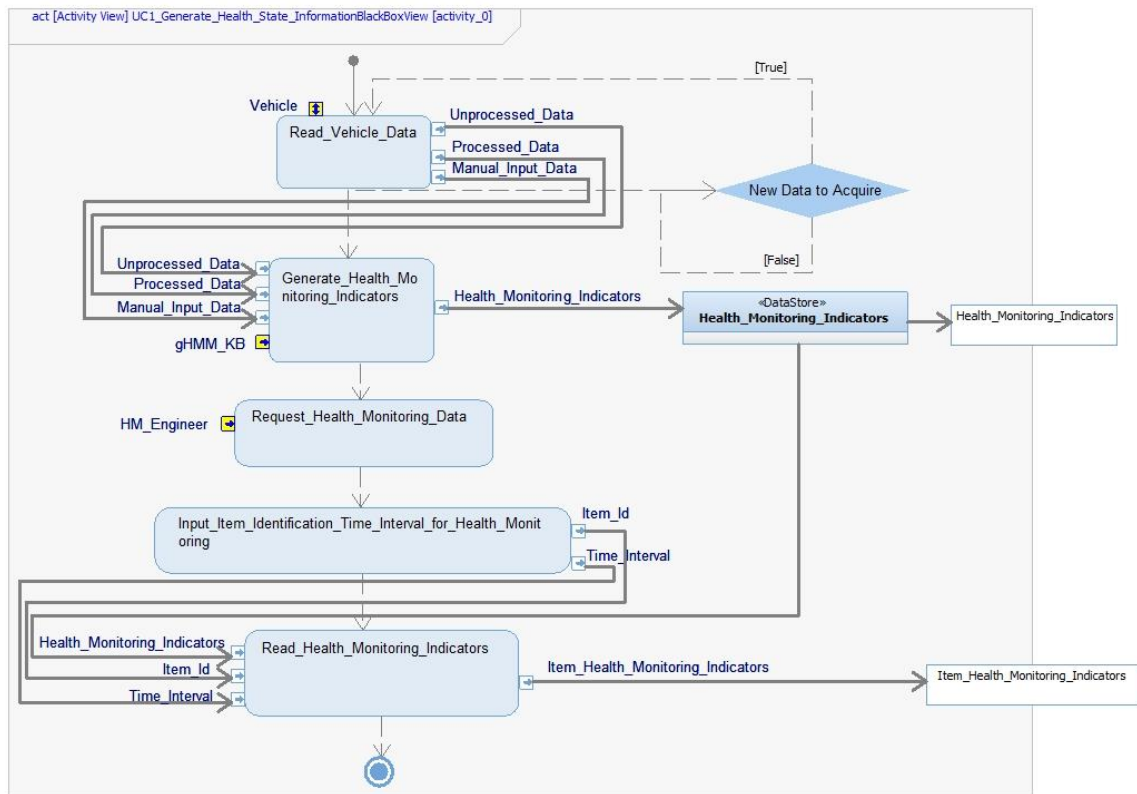 act [Activity View] UC1_Generate_Health_State_InformationBlackBoxView [activity_0]
[True]
Vehicle
Read_Vehicle_Data
Unprocessed_Data
Processed_Data
Manual_Input_Data
New Data to Acquire
[False]
Unprocessed_Data
Processed_Data
Manual_Input_Data
gHMM_KB
Generate_Health_Mo
nitoring_Indicators
Health_Monitoring_Indicators
«DataStore»
Health_Monitoring_Indicators
Health_Monitoring_Indicators
HM_Engineer
Request_Health_Monitoring_Data
Input_Item_Identification_Time_Interval_for_Health_Monit
oring
Item_Id
Time_Interval
Health_Monitoring_Indicators
Item_Id
Time_Interval
Read_Health_Monitoring_Indicators
Item_Health_Monitoring_Indicators
Item_Health_Monitoring_Indicators